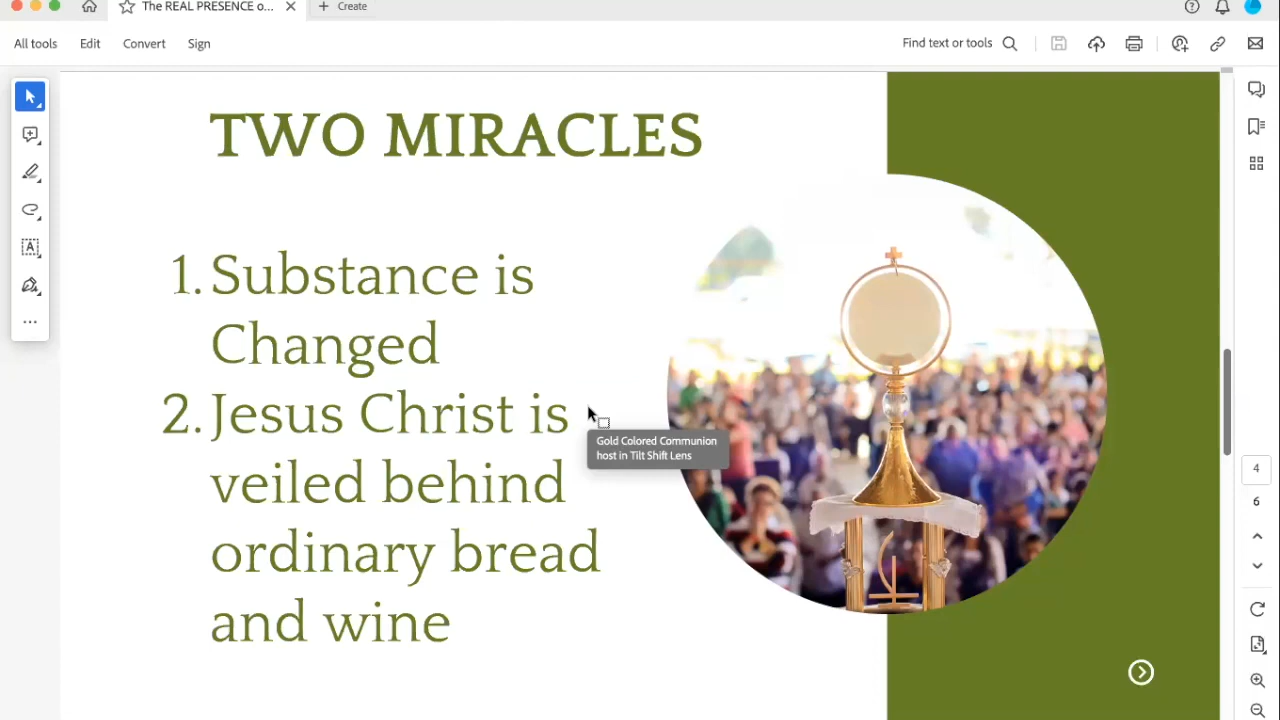 The REAL PRESENCE o...
Create
All tools
Edit
Convert
Sign
Find text or tools
TWO MIRACLES
1. Substance is
Changed
2. Jesus Christ is
veiled behind
ordinary bread
and wine
Gold Colored Communion
host in Tilt Shift Lens
4
6